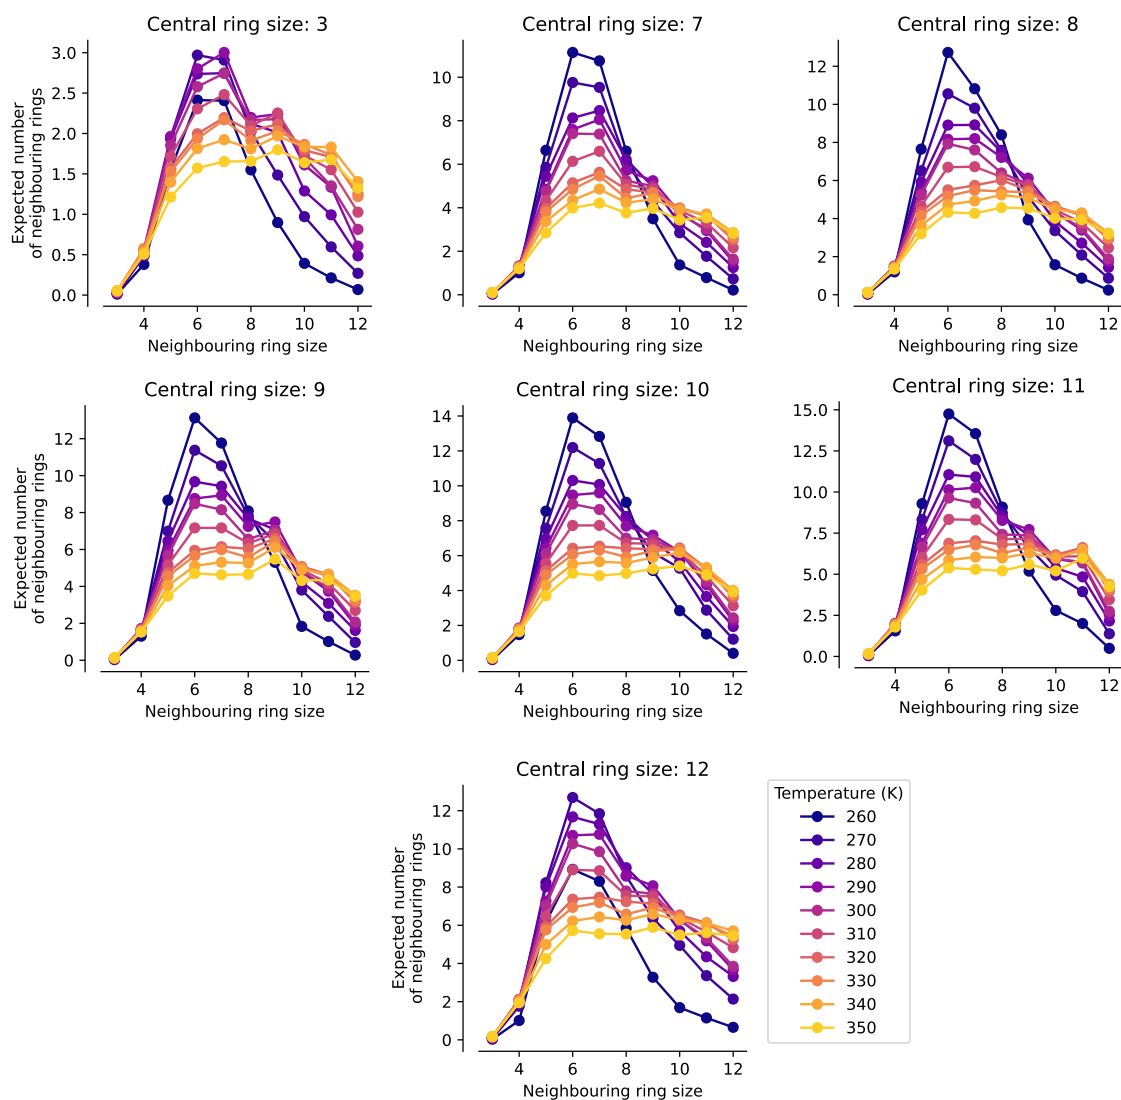 Central ring size: 3
Central ring size: 7
Central ring size: 8
Expected number
of neighbouring rings
3.0
2.5
2.0
1.5
1.0
0.5
0.0
10
8
6
4
2
0
12
10
8
6
4
2
0
4 6 8 10 12
4 6 8 10 12
4 6 8 10 12
Neighbouring ring size
Neighbouring ring size
Neighbouring ring size
Central ring size: 9
Central ring size: 10
Central ring size: 11
Expected number
of neighbouring rings
12
10
8
6
4
2
0
14
12
10
8
6
4
2
0
15.0
12.5
10.0
7.5
5.0
2.5
0.0
4 6 8 10 12
4 6 8 10 12
4 6 8 10 12
Neighbouring ring size
Neighbouring ring size
Neighbouring ring size
Central ring size: 12
Expected number
of neighbouring rings
12
10
8
6
4
2
0
4 6 8 10 12
Neighbouring ring size
Temperature (K)
260
270
280
290
300
310
320
330
340
350